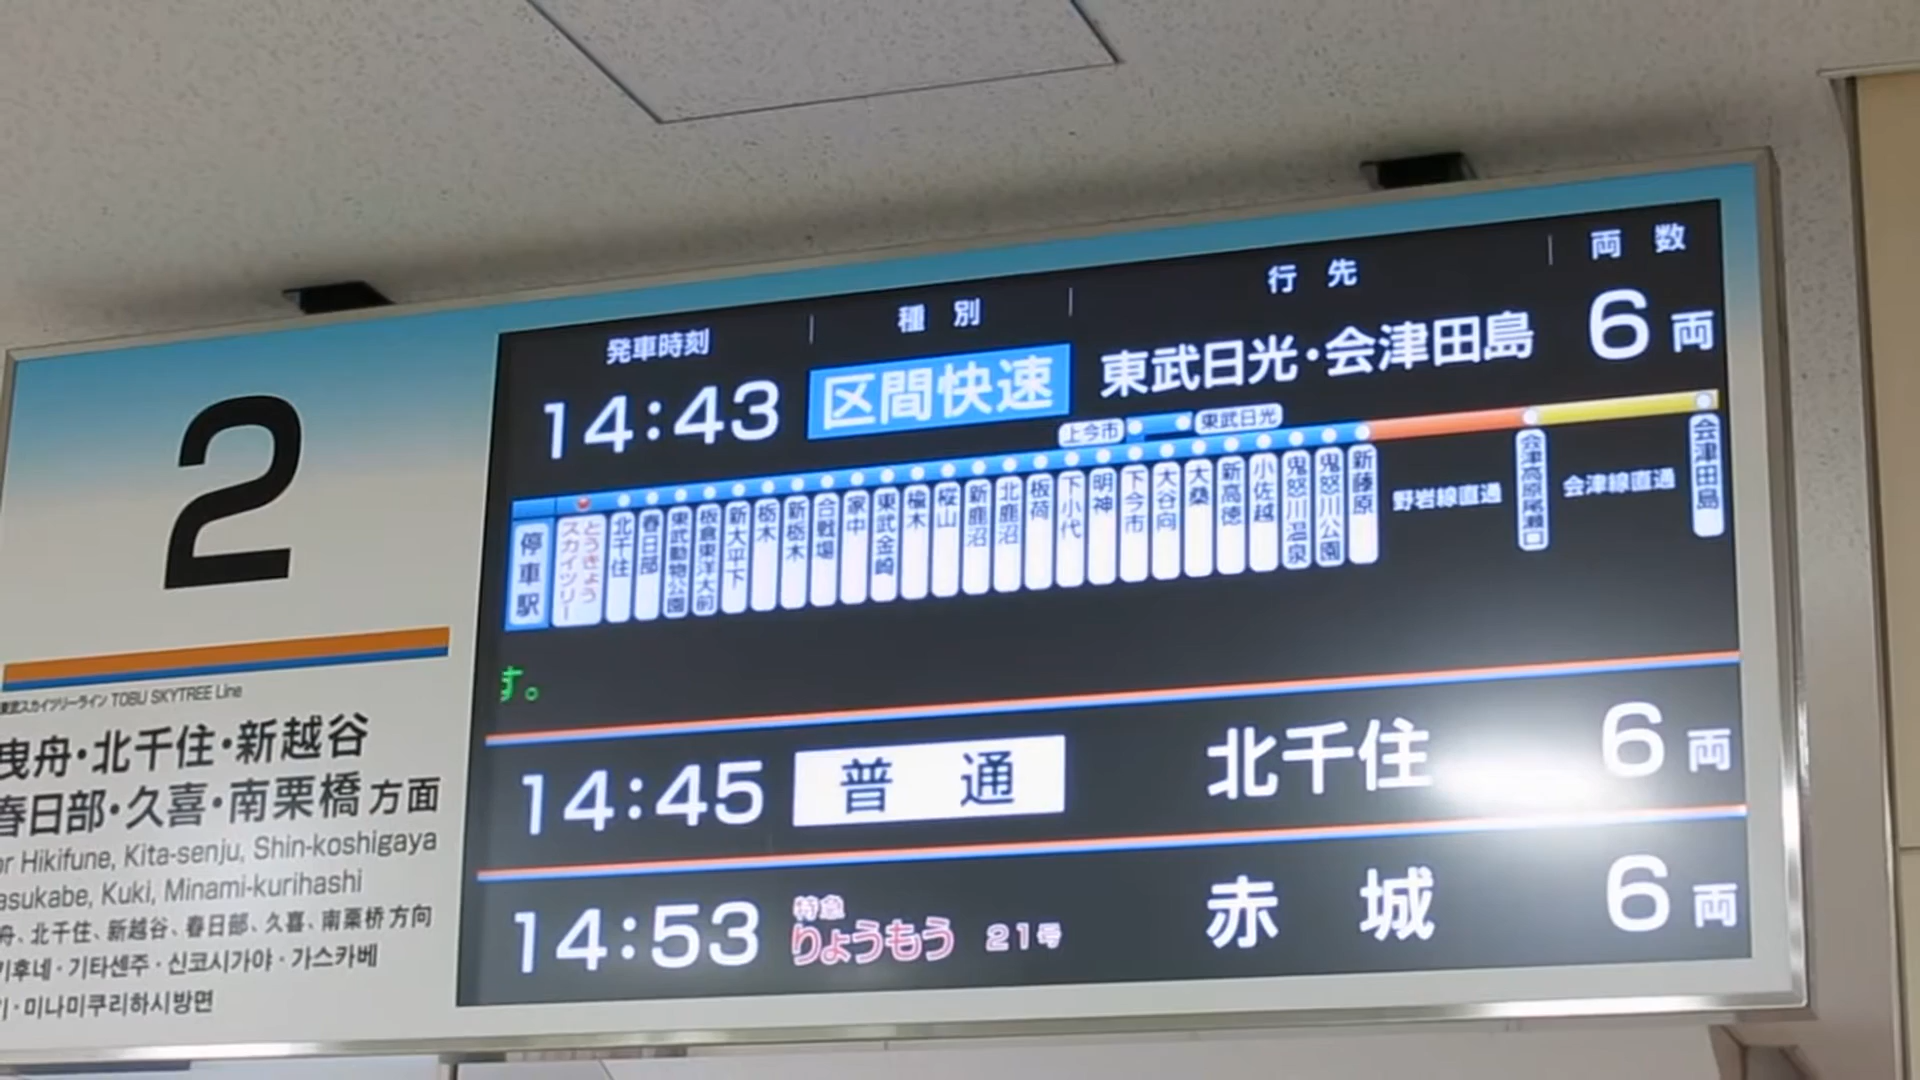 2
東武スカイツリーライン TOBU SKYTREE Line
曳舟・北千住・新越谷
春日部・久喜・南栗橋 方面
or Hikifune, Kita-senju, Shin-koshigaya
asukabe, Kuki, Minami-kurihashi
舟、北千住、新越谷、春日部、久喜、南栗桥 方向
기후네·기타센주·신코시가야·가스카베
·미나미쿠리하시방면
発車時刻 種別 行先 両数
14:43 区間快速 東武日光・会津田島 6両
上今市 東武日光
停車駅
とうきょうスカイツリー
北千住
春日部
東武動物公園
板倉東洋大前
新大平下
栃木
新栃木
合戦場
家中
東武金崎
楡木
樅山
新鹿沼
北鹿沼
板荷
下小代
明神
下今市
大谷向
大桑
新高徳
小佐越
鬼怒川温泉
鬼怒川公園
新藤原
野岩線直通
会津高原尾瀬口
会津線直通
会津田島
す。
14:45 普通 北千住 6両
14:53 特急 りょうもう 21号 赤城 6両